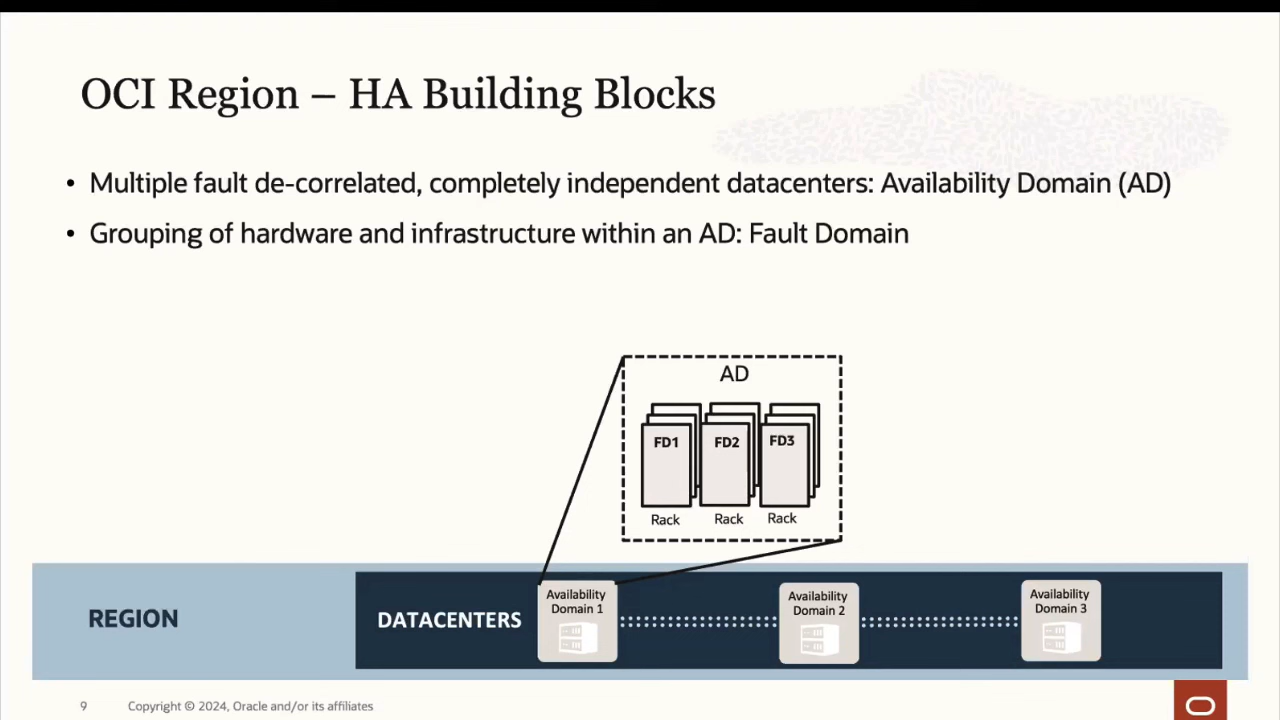 OCI Region – HA Building Blocks
• Multiple fault de-correlated, completely independent datacenters: Availability Domain (AD)
• Grouping of hardware and infrastructure within an AD: Fault Domain
AD
FD1 FD2 FD3
Rack Rack Rack
REGION
DATACENTERS
Availability
Domain 1
Availability
Domain 2
Availability
Domain 3
9 Copyright © 2024, Oracle and/or its affiliates